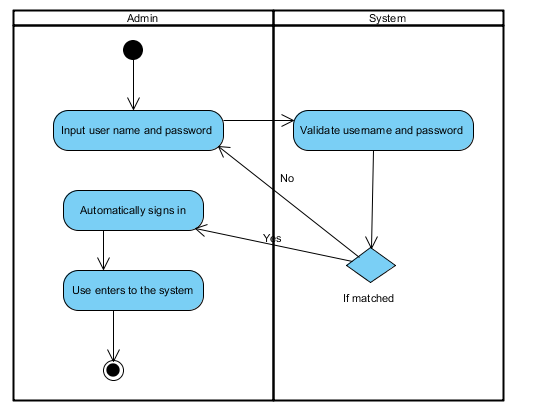 Admin
System
Input user name and password
Validate username and password
No
Automatically signs in
Yes
Use enters to the system
If matched